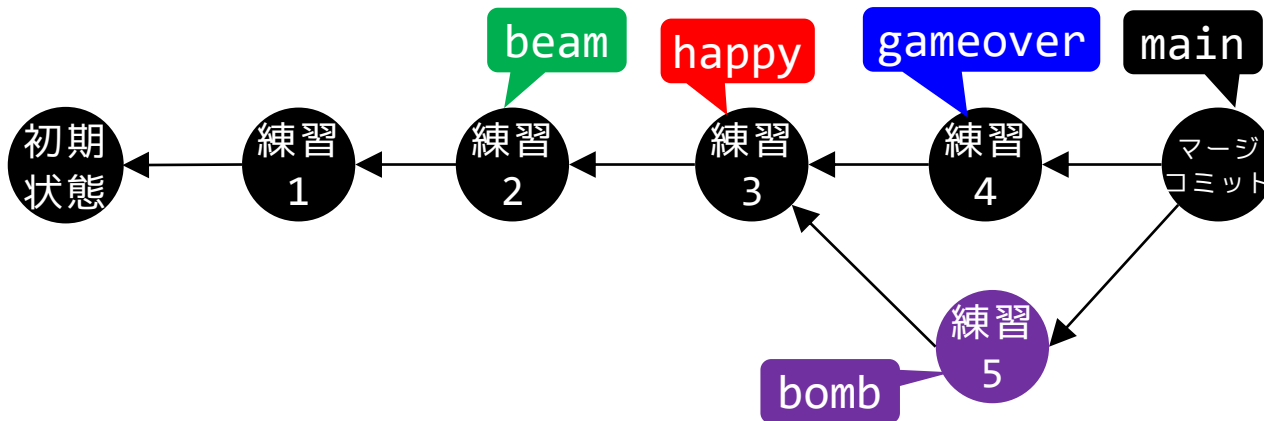 beam
happy
gameover
main
初期
状態
練習
1
練習
2
練習
3
練習
4
マージ
コミット
練習
5
bomb